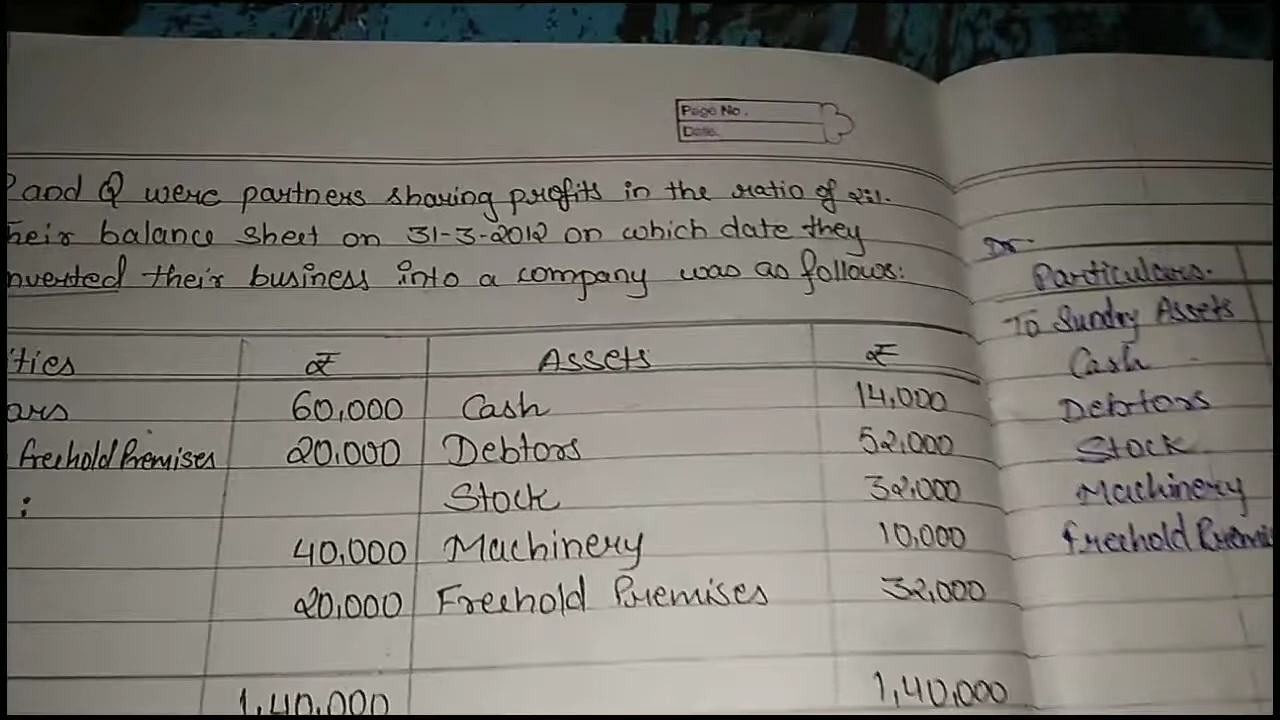 Page No.
Date.
P and Q were partners sharing profits in the ratio of 2:1.
heir balance sheet on 31-3-2012 on which date they
nverted their business into a company was as follows:
ities ₹ Assets ₹
ars 60,000 Cash 14,000
freehold Premises 20,000 Debtors 52,000
: Stock 32,000
40,000 Machinery 10,000
20,000 Freehold Premises 32,000
1,40,000 1,40,000
Dr.
Particulars.
To Sundry Assets
Cash
Debtors
Stock
Machinery
freehold Premis